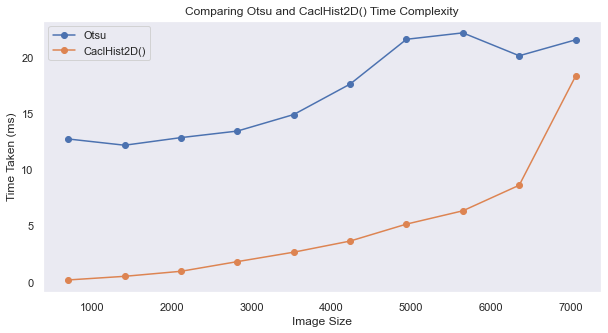 Comparing Otsu and CaclHist2D() Time Complexity
Otsu
CaclHist2D()
Time Taken (ms)
20
15
10
5
0
1000 2000 3000 4000 5000 6000 7000
Image Size